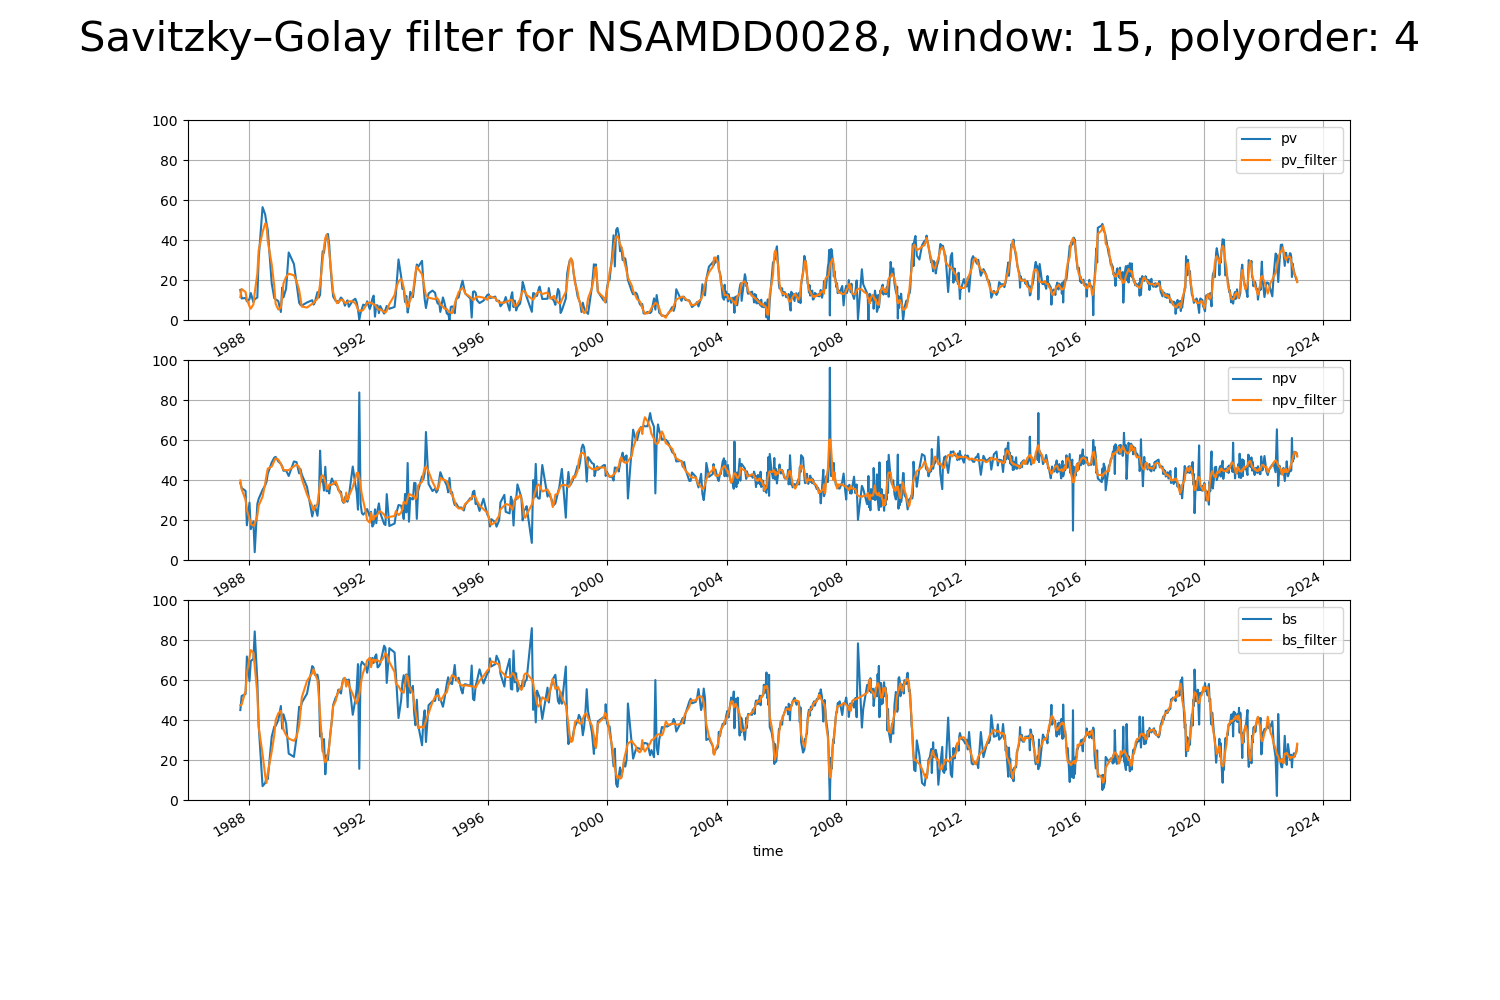 Savitzky–Golay filter for NSAMDD0028, window: 15, polyorder: 4
100
80
60
40
20
0
pv
pv_filter
1988 1992 1996 2000 2004 2008 2012 2016 2020 2024
100
80
60
40
20
0
npv
npv_filter
1988 1992 1996 2000 2004 2008 2012 2016 2020 2024
100
80
60
40
20
0
bs
bs_filter
1988 1992 1996 2000 2004 2008 2012 2016 2020 2024
time